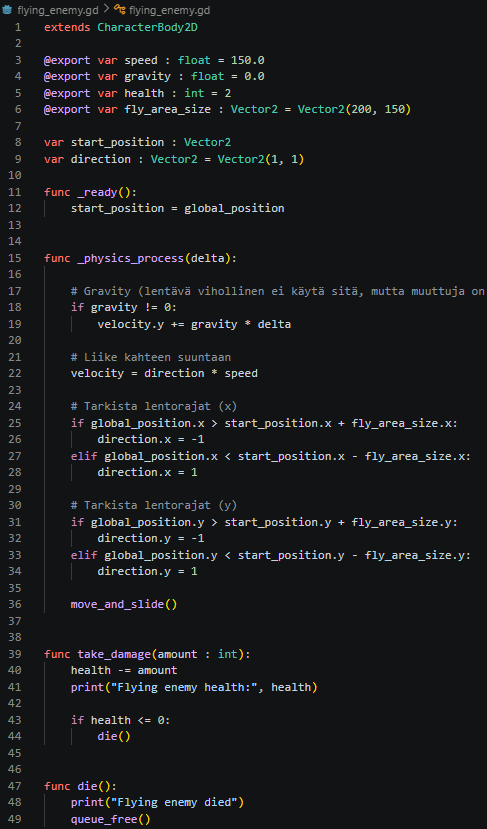 flying_enemy.gd > flying_enemy.gd
1 extends CharacterBody2D
2
3 @export var speed : float = 150.0
4 @export var gravity : float = 0.0
5 @export var health : int = 2
6 @export var fly_area_size : Vector2 = Vector2(200, 150)
7
8 var start_position : Vector2
9 var direction : Vector2 = Vector2(1, 1)
10
11 func _ready():
12     start_position = global_position
13
14
15 func _physics_process(delta):
16
17     # Gravity (lentävä vihollinen ei käytä sitä, mutta muuttuja on
18     if gravity != 0:
19         velocity.y += gravity * delta
20
21     # Liike kahteen suuntaan
22     velocity = direction * speed
23
24     # Tarkista lentorajat (x)
25     if global_position.x > start_position.x + fly_area_size.x:
26         direction.x = -1
27     elif global_position.x < start_position.x - fly_area_size.x:
28         direction.x = 1
29
30     # Tarkista lentorajat (y)
31     if global_position.y > start_position.y + fly_area_size.y:
32         direction.y = -1
33     elif global_position.y < start_position.y - fly_area_size.y:
34         direction.y = 1
35
36     move_and_slide()
37
38
39 func take_damage(amount : int):
40     health -= amount
41     print("Flying enemy health:", health)
42
43     if health <= 0:
44         die()
45
46
47 func die():
48     print("Flying enemy died")
49     queue_free()